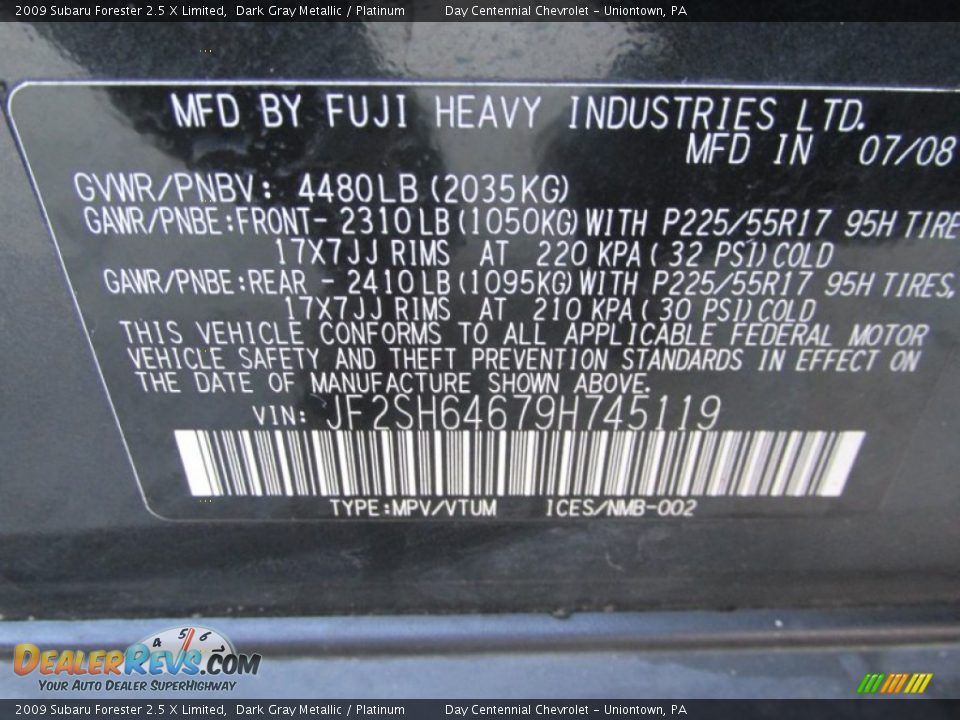 2009 Subaru Forester 2.5 X Limited, Dark Gray Metallic / Platinum Day Centennial Chevrolet - Uniontown, PA
MFD BY FUJI HEAVY INDUSTRIES LTD.
MFD IN 07/08
GVWR/PNBV: 4480LB (2035KG)
GAWR/PNBE:FRONT- 2310LB (1050KG) WITH P225/55R17 95H TIRE
17X7JJ RIMS AT 220 KPA ( 32 PSI) COLD
GAWR/PNBE:REAR - 2410LB (1095KG) WITH P225/55R17 95H TIRES,
17X7JJ RIMS AT 210 KPA ( 30 PSI) COLD
THIS VEHICLE CONFORMS TO ALL APPLICABLE FEDERAL MOTOR
VEHICLE SAFETY AND THEFT PREVENTION STANDARDS IN EFFECT ON
THE DATE OF MANUFACTURE SHOWN ABOVE.
VIN: JF2SH64679H745119
TYPE:MPV/VTUM ICES/NMB-002
4 5 6 7
DealerRevs.com
Your Auto Dealer SuperHighway
2009 Subaru Forester 2.5 X Limited, Dark Gray Metallic / Platinum Day Centennial Chevrolet - Uniontown, PA